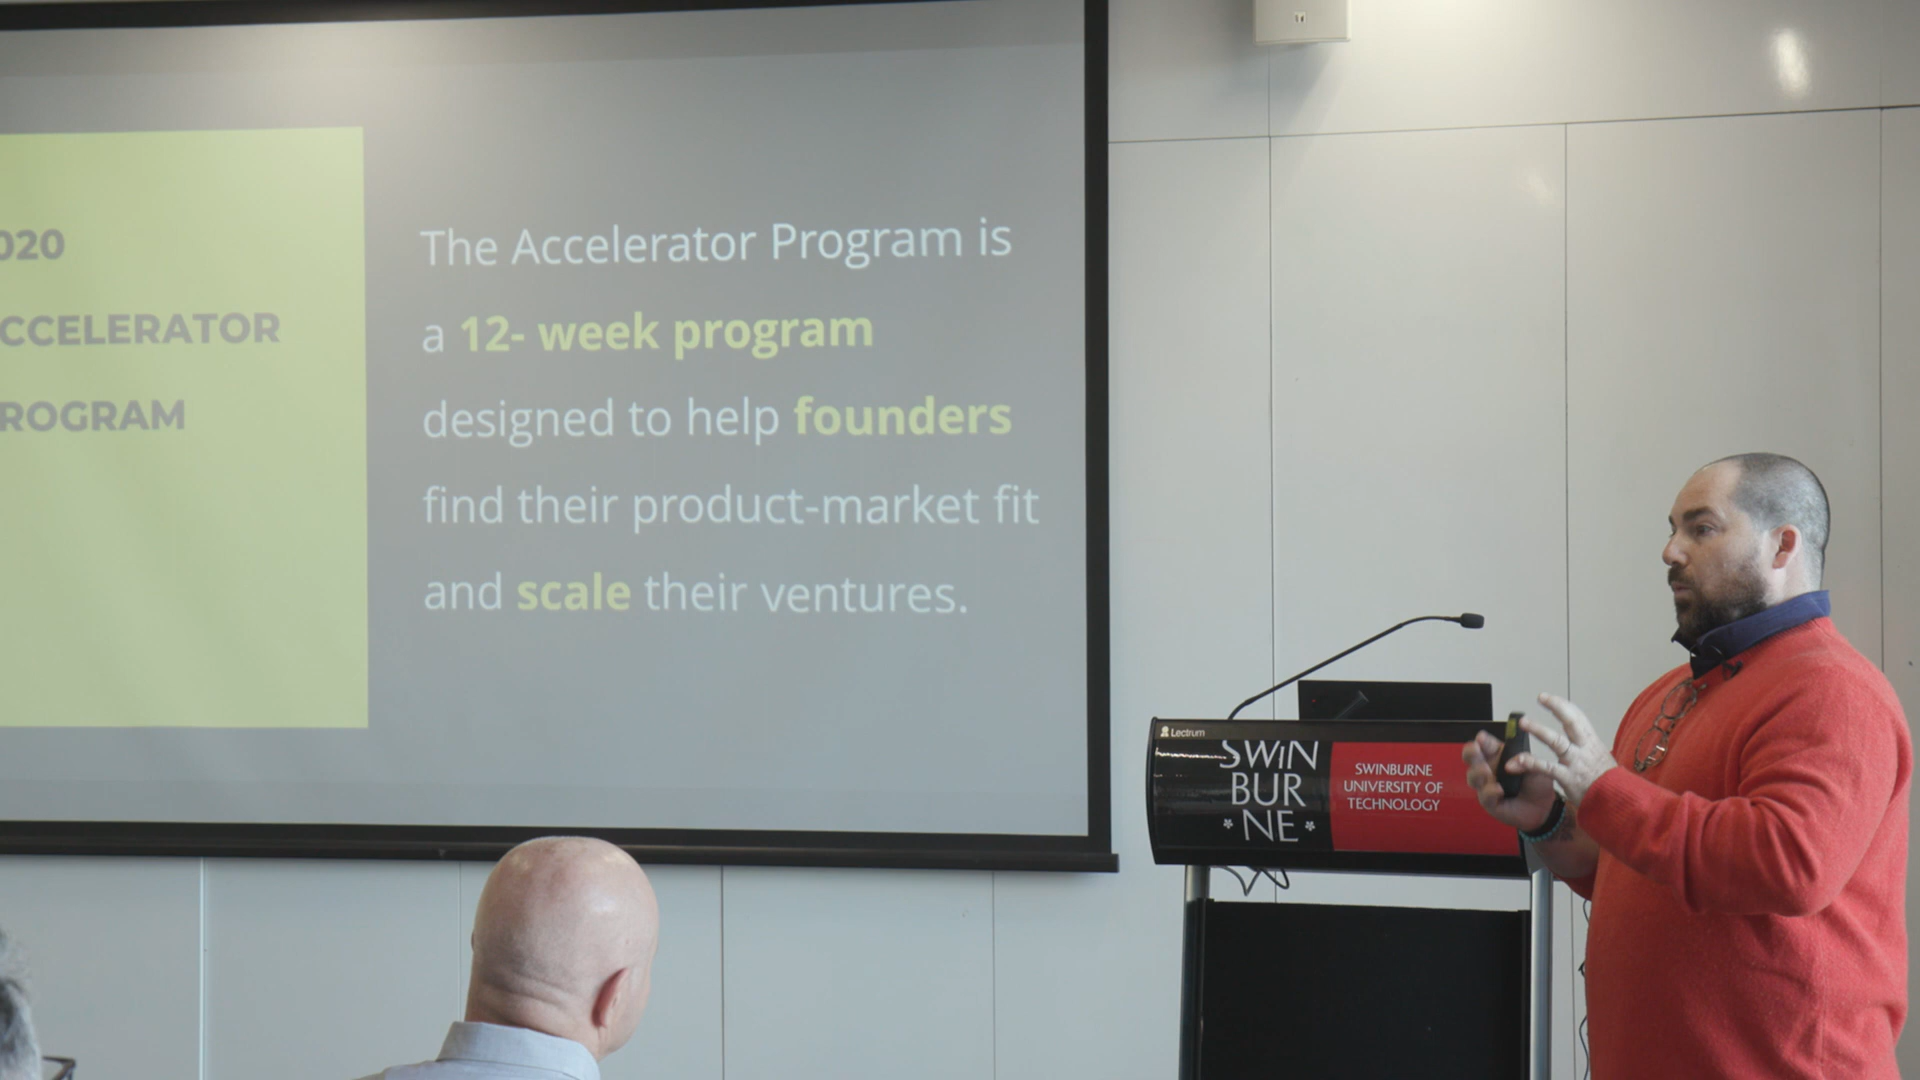 020
CCELERATOR
ROGRAM
The Accelerator Program is
a 12- week program
designed to help founders
find their product-market fit
and scale their ventures.
Lectrum
SWIN
BUR
NE
SWINBURNE
UNIVERSITY OF
TECHNOLOGY